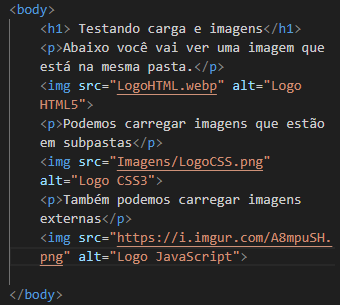 <body>
<h1> Testando carga e imagens</h1>
<p>Abaixo você vai ver uma imagem que
está na mesma pasta.</p>
<img src="LogoHTML.webp" alt="Logo
HTML5">
<p>Podemos carregar imagens que estão
em subpastas</p>
<img src="Imagens/LogoCSS.png"
alt="Logo CSS3">
<p>Também podemos carregar imagens
externas</p>
<img src="https://i.imgur.com/A8mpuSH.
png" alt="Logo JavaScript">
</body>